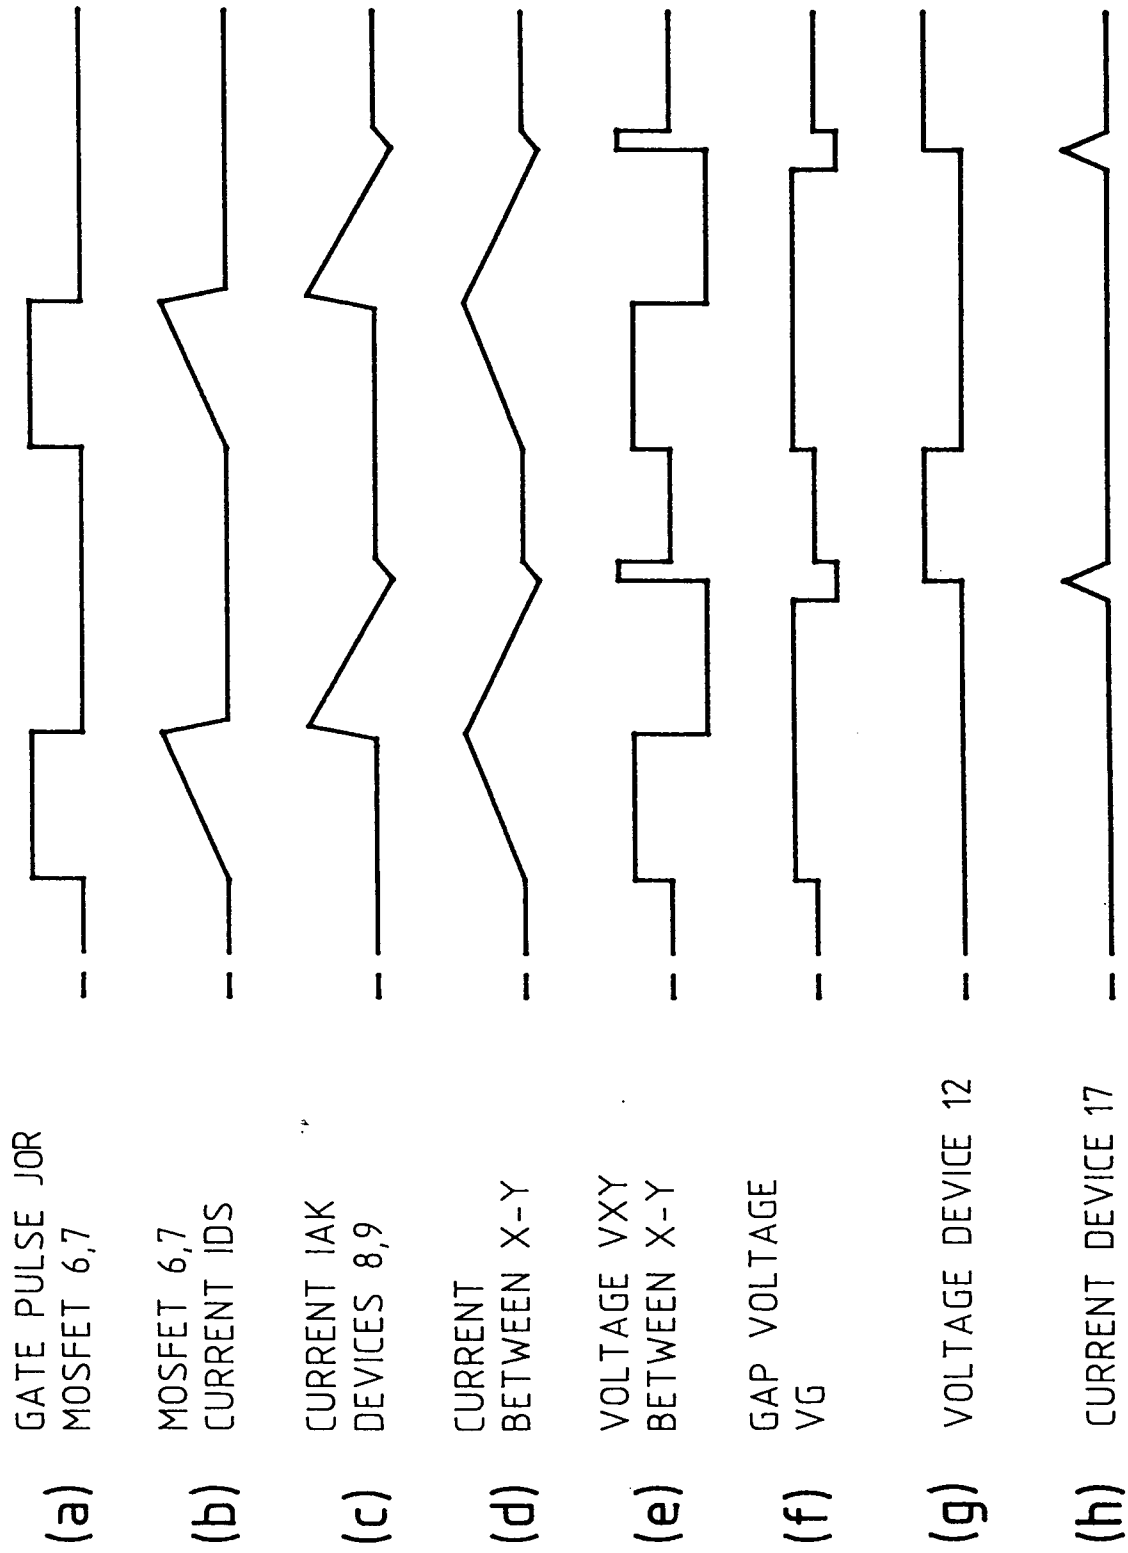 (a) GATE PULSE JOR
MOSFET 6,7
(b) MOSFET 6,7
CURRENT IDS
(c) CURRENT IAK
DEVICES 8,9
(d) CURRENT
BETWEEN X-Y
(e) VOLTAGE VXY
BETWEEN X-Y
(f) GAP VOLTAGE
VG
(g) VOLTAGE DEVICE 12
(h) CURRENT DEVICE 17